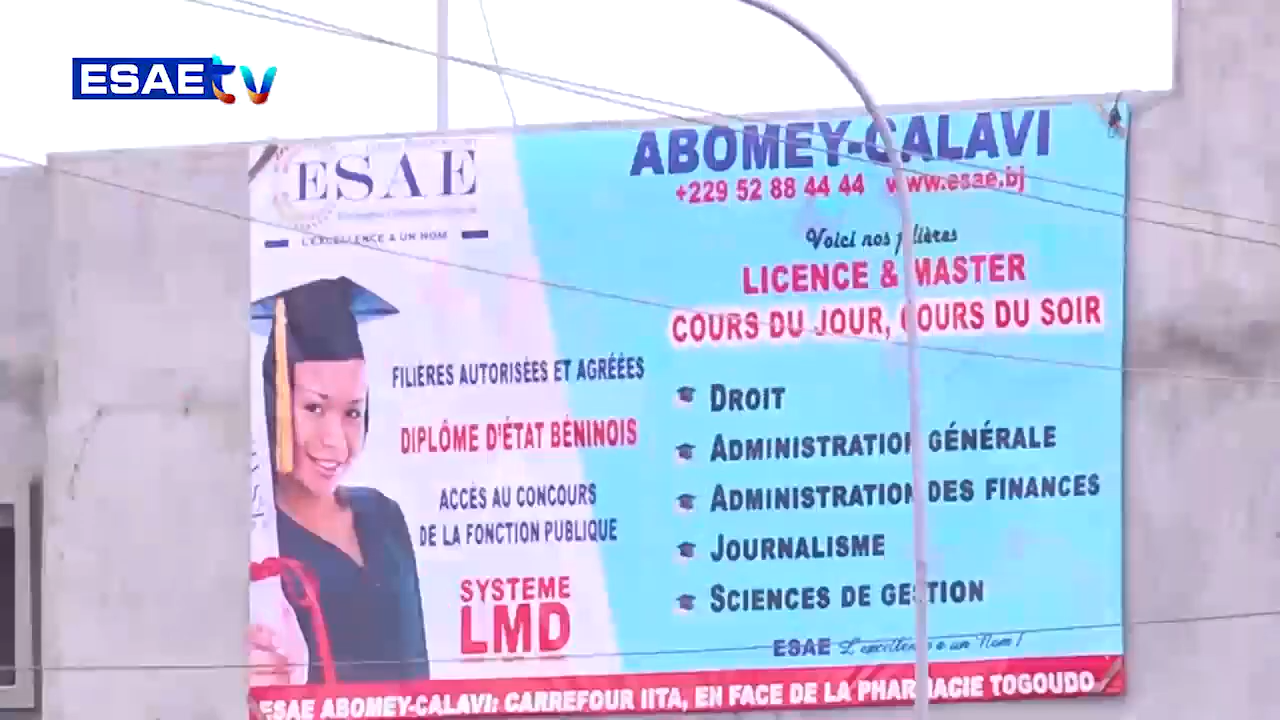 ESAE tv
ESAE
L'EXCELLENCE A UN NOM
FILIÈRES AUTORISÉES ET AGRÉÉES
DIPLÔME D'ÉTAT BÉNINOIS
ACCÈS AU CONCOURS
DE LA FONCTION PUBLIQUE
SYSTEME
LMD
ABOMEY-CALAVI
+229 52 88 44 44 www.esae.bj
Voici nos filières
LICENCE & MASTER
COURS DU JOUR, COURS DU SOIR
DROIT
ADMINISTRATION GÉNÉRALE
ADMINISTRATION DES FINANCES
JOURNALISME
SCIENCES DE GESTION
ESAE L'excellence a un Nom !
ESAE ABOMEY-CALAVI: CARREFOUR IITA, EN FACE DE LA PHARMACIE TOGOUDO